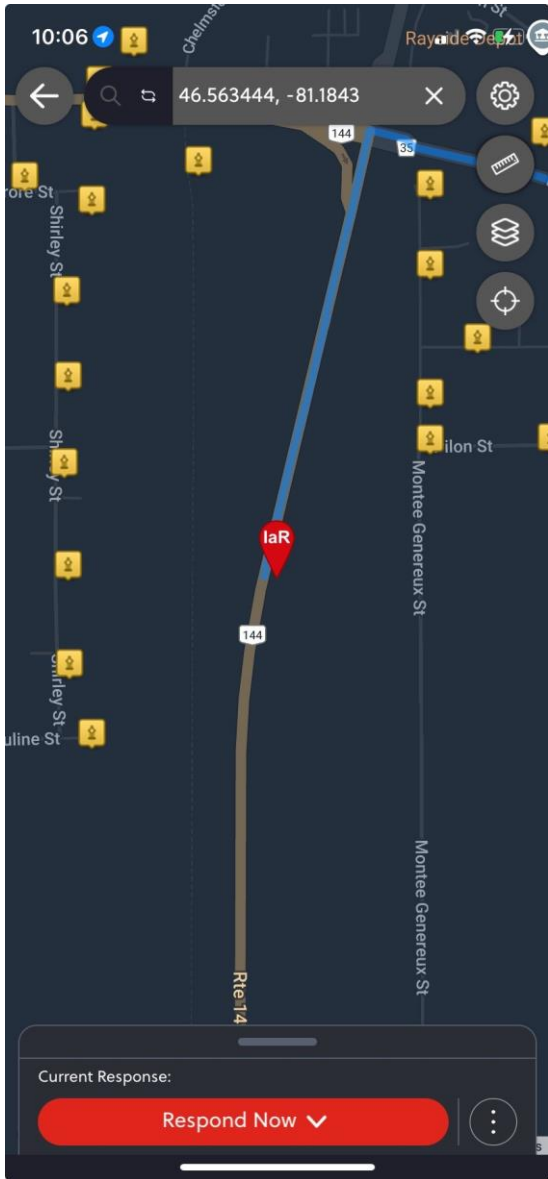 10:06
Rayside Depot
46.563444, -81.1843
144
35
Shirley St
Shirley St
ilon St
IaR
Montee Genereux St
144
Shirley St
uline St
Montee Genereux St
Rte 14
Current Response:
Respond Now